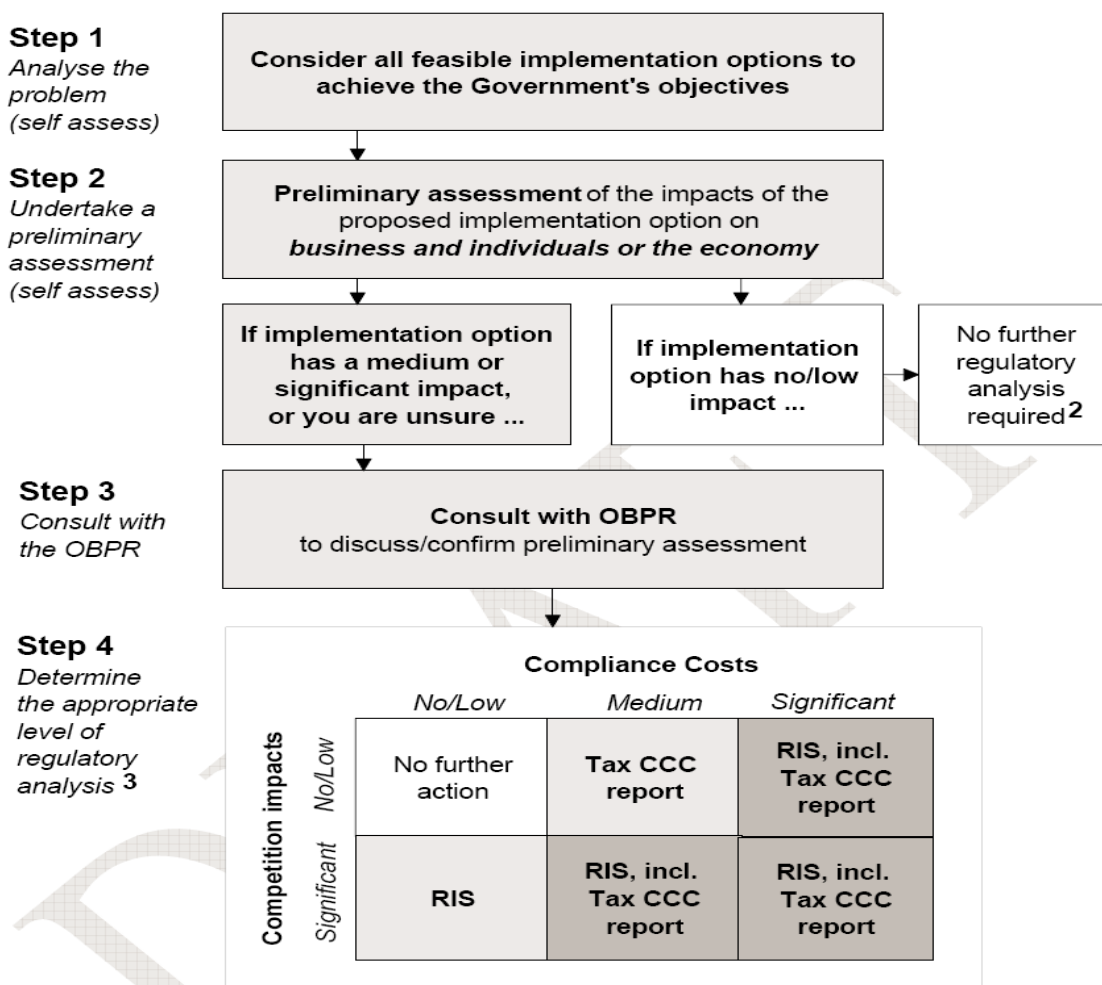 Step 1
Analyse the
problem
(self assess)
Consider all feasible implementation options to
achieve the Government's objectives
Step 2
Undertake a
preliminary
assessment
(self assess)
Preliminary assessment of the impacts of the
proposed implementation option on
business and individuals or the economy
If implementation option
has a medium or
significant impact,
or you are unsure ...
If implementation
option has no/low
impact ...
No further
regulatory
analysis
required 2
Step 3
Consult with
the OBPR
Consult with OBPR
to discuss/confirm preliminary assessment
Step 4
Determine
the appropriate
level of
regulatory
analysis 3
Compliance Costs
No/Low
Medium
Significant
Competition impacts
No/Low
No further
action
Tax CCC
report
RIS, incl.
Tax CCC
report
Significant
RIS
RIS, incl.
Tax CCC
report
RIS, incl.
Tax CCC
report
DRAFT